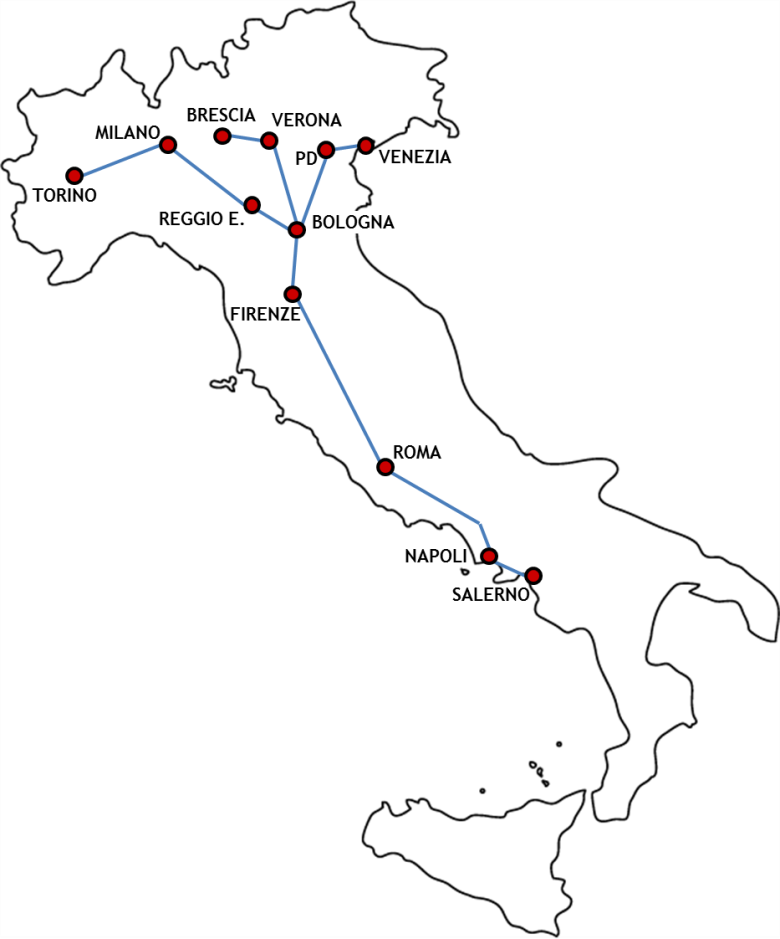 BRESCIA
VERONA
MILANO
PD
VENEZIA
TORINO
REGGIO E.
BOLOGNA
FIRENZE
ROMA
NAPOLI
SALERNO